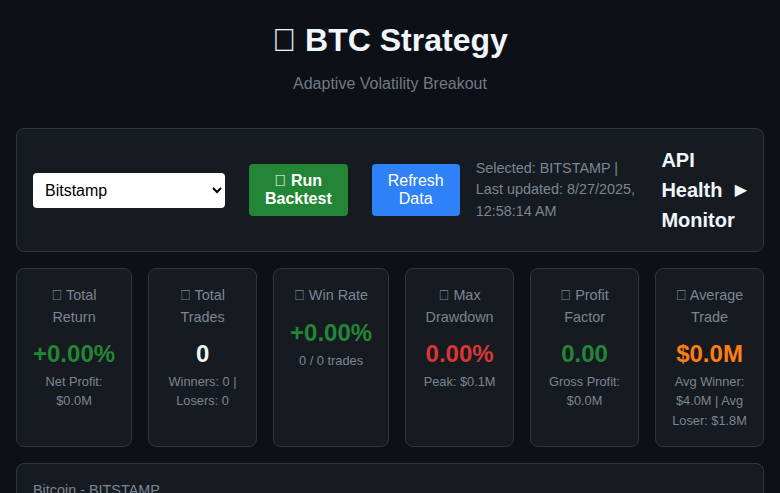 BTC Strategy
Adaptive Volatility Breakout
Bitstamp
Run
Backtest
Refresh
Data
Selected: BITSTAMP |
Last updated: 8/27/2025,
12:58:14 AM
API
Health ▶
Monitor
Total
Return
+0.00%
Net Profit:
$0.0M
Total
Trades
0
Winners: 0 |
Losers: 0
Win Rate
+0.00%
0 / 0 trades
Max
Drawdown
0.00%
Peak: $0.1M
Profit
Factor
0.00
Gross Profit:
$0.0M
Average
Trade
$0.0M
Avg Winner:
$4.0M | Avg
Loser: $1.8M
Bitcoin - BITSTAMP